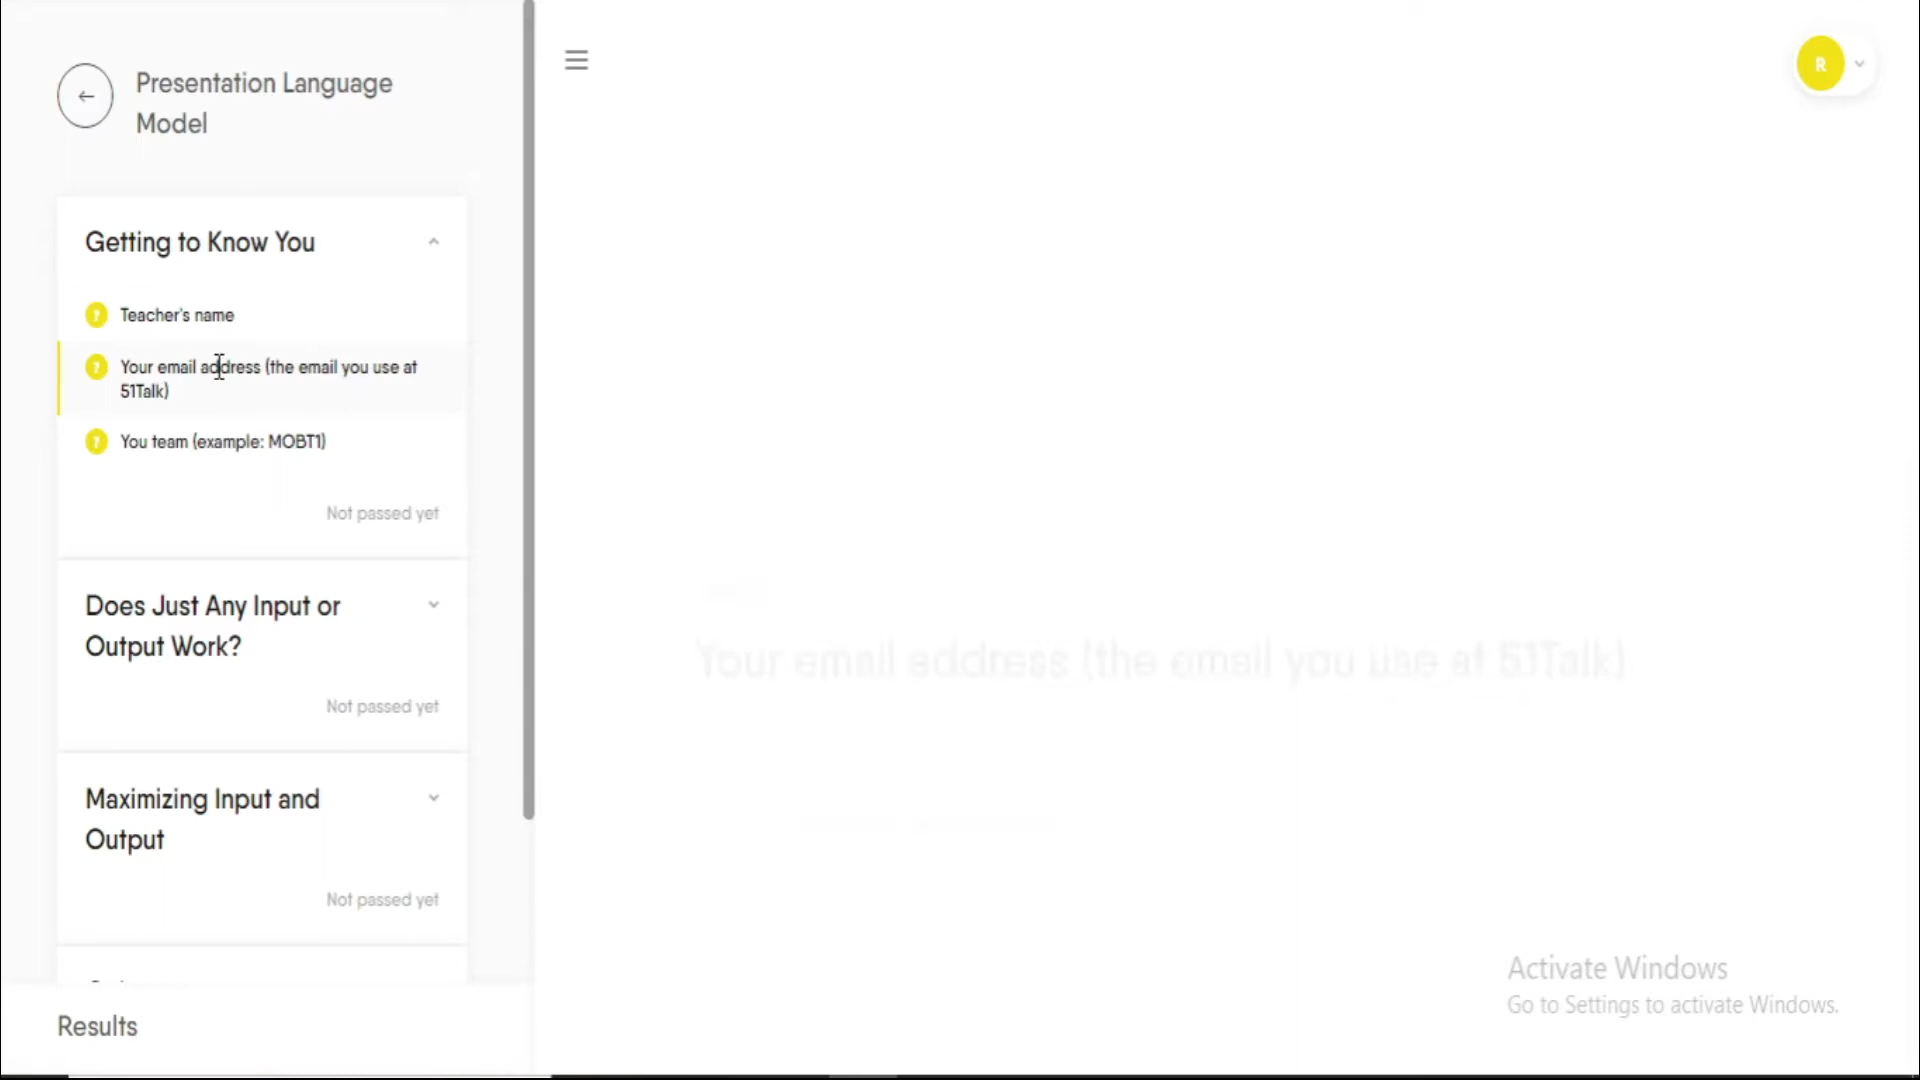 Presentation Language
Model
R
Getting to Know You
? Teacher's name
? Your email address (the email you use at
51Talk)
? You team (example: MOBT1)
Not passed yet
Does Just Any Input or
Output Work?
Not passed yet
Maximizing Input and
Output
Not passed yet
Results
Your email address (the email you use at 51Talk)
Activate Windows
Go to Settings to activate Windows.